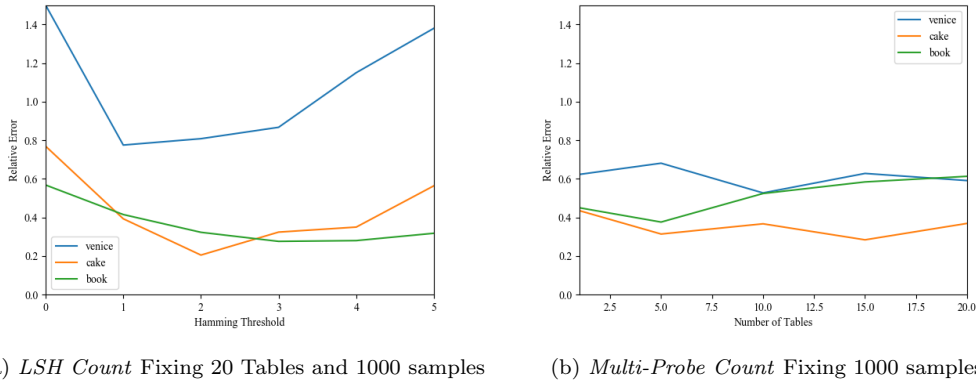 1.4
1.2
1.0
0.8
0.6
0.4
0.2
0.0
Relative Error
venice
cake
book
0 1 2 3 4 5
Hamming Threshold
) LSH Count Fixing 20 Tables and 1000 samples
1.4
1.2
1.0
0.8
0.6
0.4
0.2
0.0
Relative Error
venice
cake
book
2.5 5.0 7.5 10.0 12.5 15.0 17.5 20.0
Number of Tables
(b) Multi-Probe Count Fixing 1000 samples